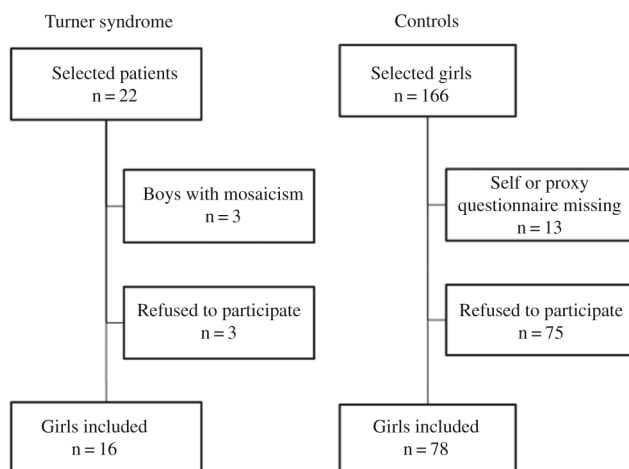 Turner syndrome
Selected patients
n = 22
Boys with mosaicism
n = 3
Refused to participate
n = 3
Girls included
n = 16
Controls
Selected girls
n = 166
Self or proxy
questionnaire missing
n = 13
Refused to participate
n = 75
Girls included
n = 78